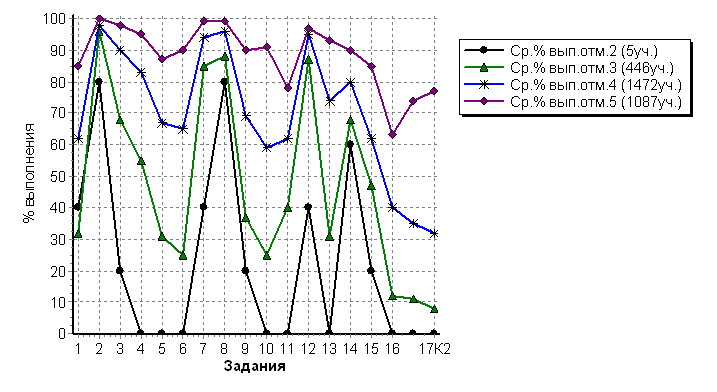 % выполнения
100
90
80
70
60
50
40
30
20
10
0
1 2 3 4 5 6 7 8 9 10 11 12 13 14 15 16 17К2
Задания
Ср.% вып.отм.2 (5уч.)
Ср.% вып.отм.3 (446уч.)
Ср.% вып.отм.4 (1472уч.)
Ср.% вып.отм.5 (1087уч.)